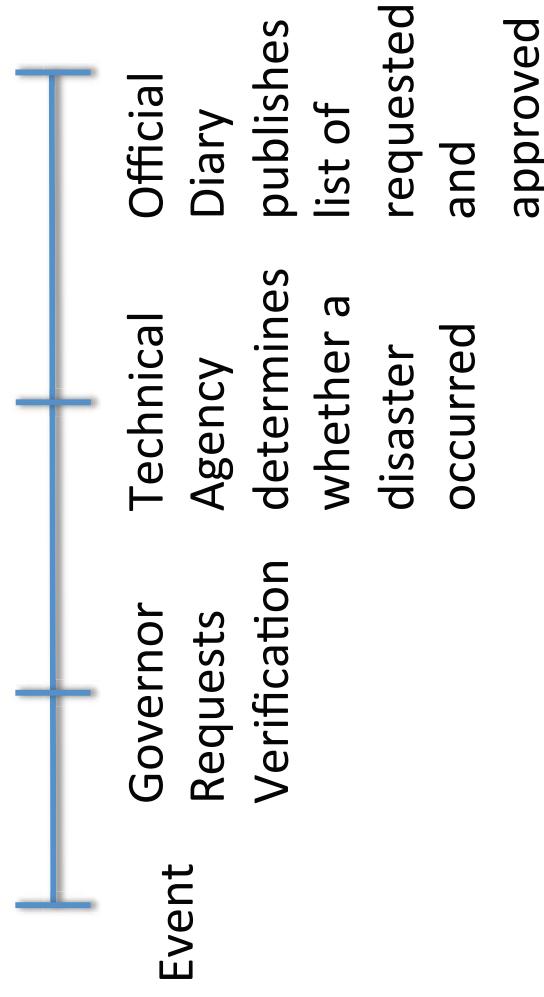 Event
Governor
Requests
Verification
Technical
Agency
determines
whether a
disaster
occurred
Official
Diary
publishes
list of
requested
and
approved